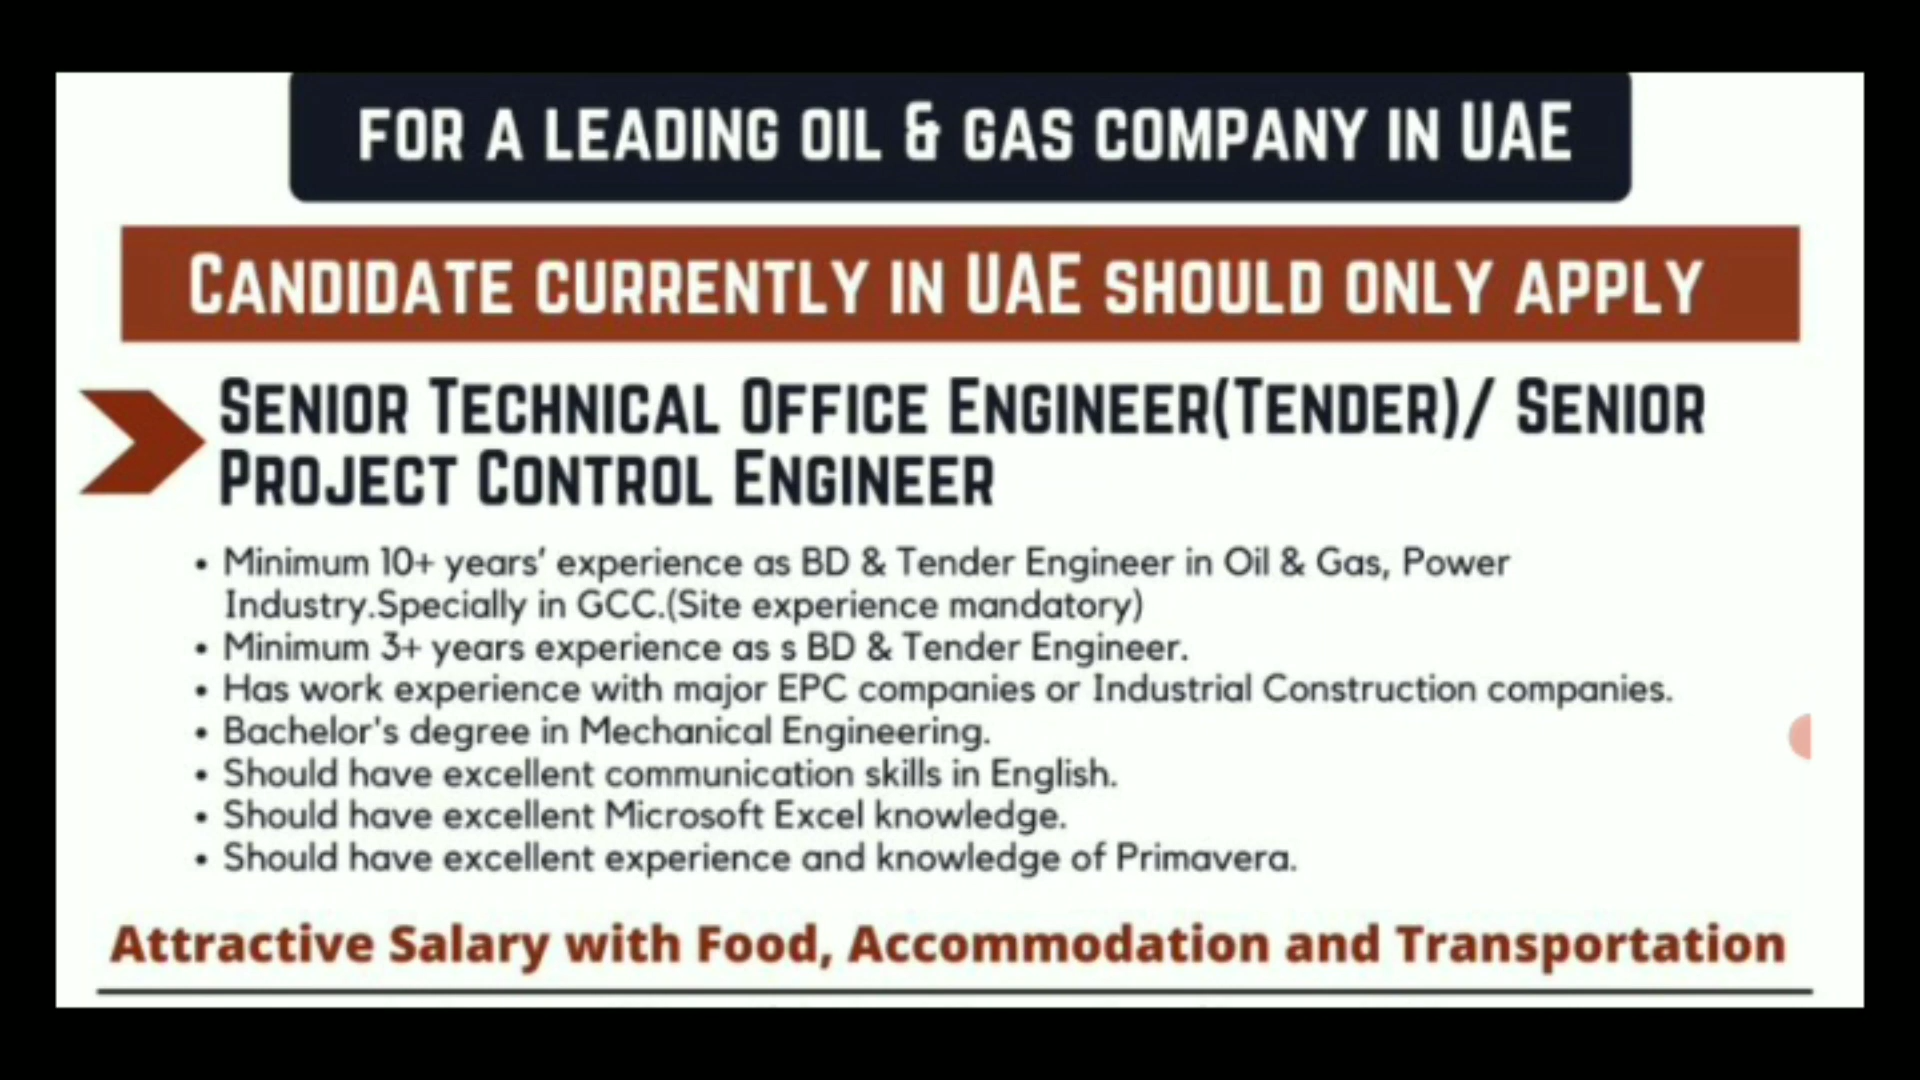 FOR A LEADING OIL & GAS COMPANY IN UAE
CANDIDATE CURRENTLY IN UAE SHOULD ONLY APPLY
SENIOR TECHNICAL OFFICE ENGINEER(TENDER)/ SENIOR
PROJECT CONTROL ENGINEER
• Minimum 10+ years’ experience as BD & Tender Engineer in Oil & Gas, Power
Industry.Specially in GCC.(Site experience mandatory)
• Minimum 3+ years experience as s BD & Tender Engineer.
• Has work experience with major EPC companies or Industrial Construction companies.
• Bachelor's degree in Mechanical Engineering.
• Should have excellent communication skills in English.
• Should have excellent Microsoft Excel knowledge.
• Should have excellent experience and knowledge of Primavera.
Attractive Salary with Food, Accommodation and Transportation